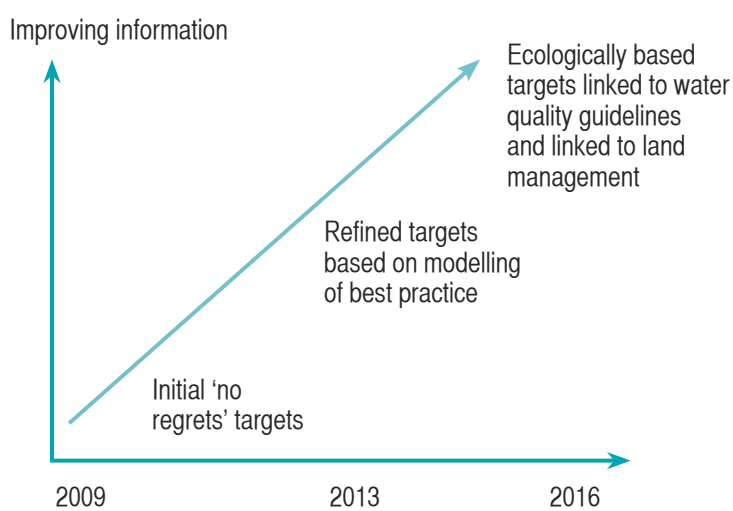 Improving information
Ecologically based
targets linked to water
quality guidelines
and linked to land
management
Refined targets
based on modelling
of best practice
Initial ‘no
regrets’ targets
2009
2013
2016